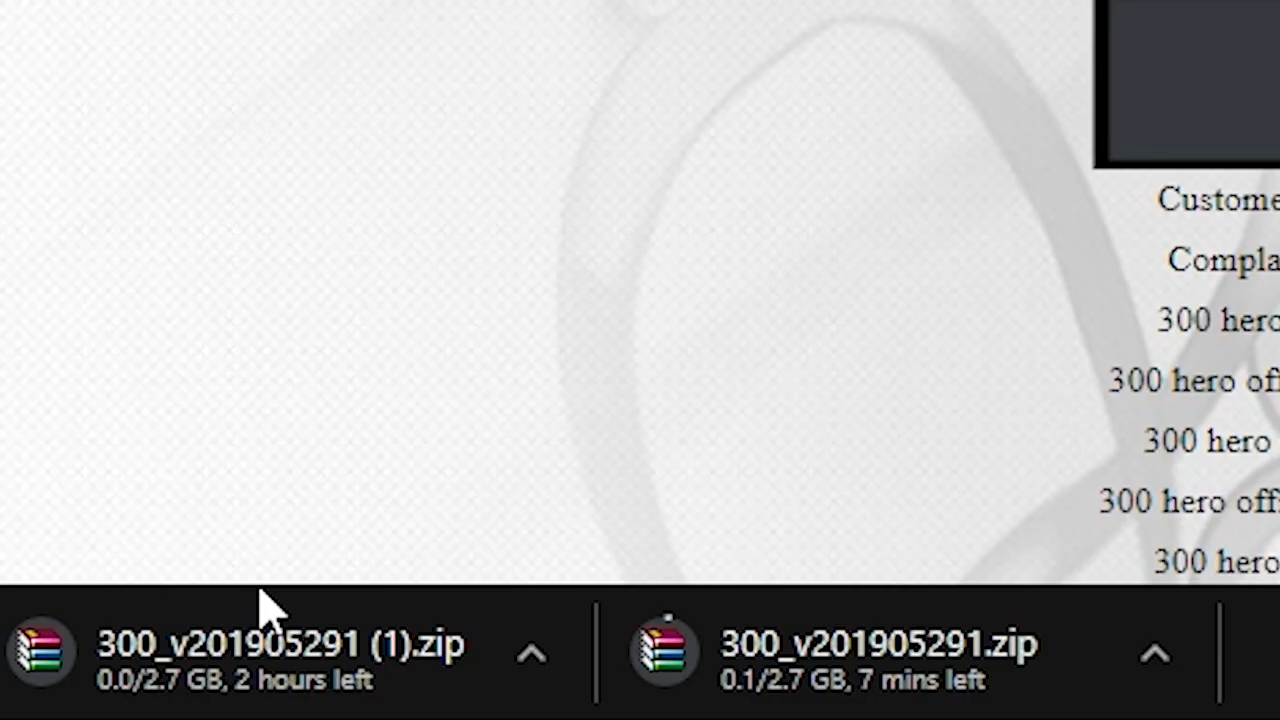 Custome
Compla
300 hero
300 hero off
300 hero
300 hero offi
300 hero
300_v201905291 (1).zip
0.0/2.7 GB, 2 hours left
300_v201905291.zip
0.1/2.7 GB, 7 mins left